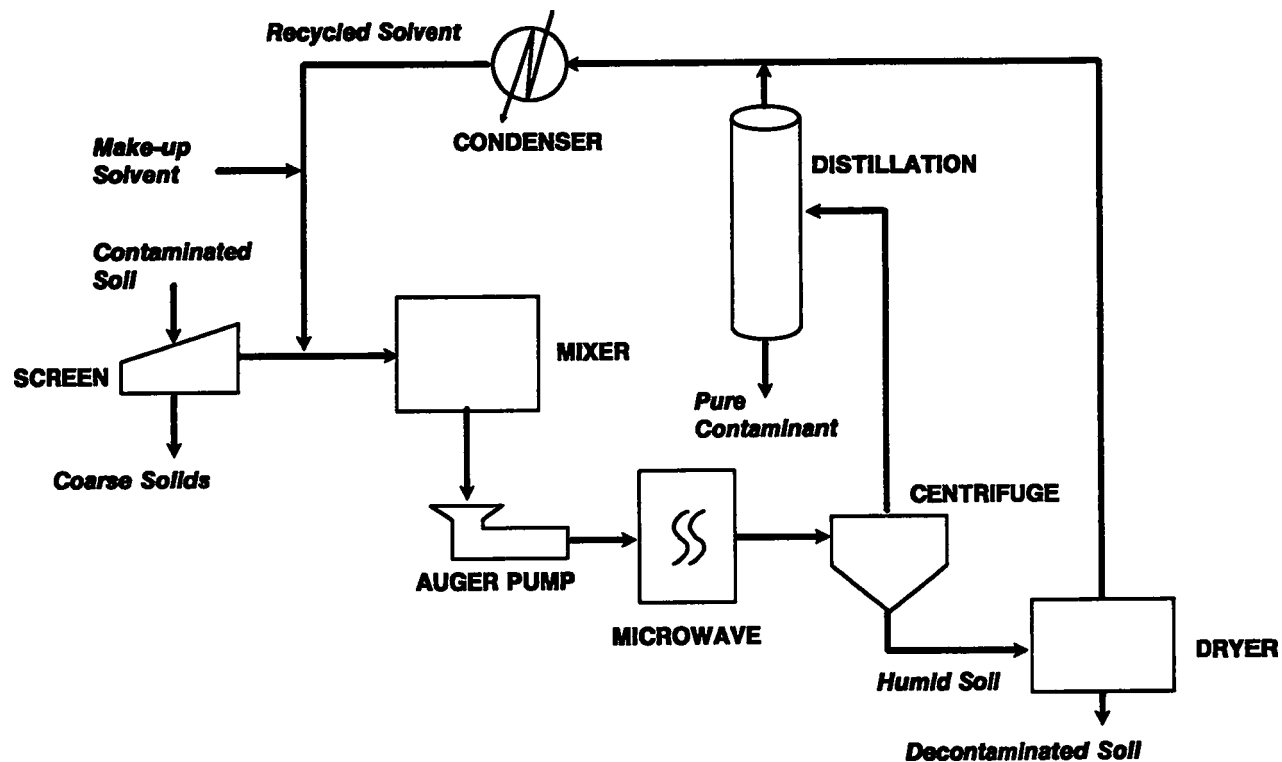 Recycled Solvent
CONDENSER
Make-up
Solvent
DISTILLATION
Contaminated
Soil
MIXER
SCREEN
Pure
Contaminant
Coarse Solids
CENTRIFUGE
AUGER PUMP
MICROWAVE
DRYER
Humid Soil
Decontaminated Soil